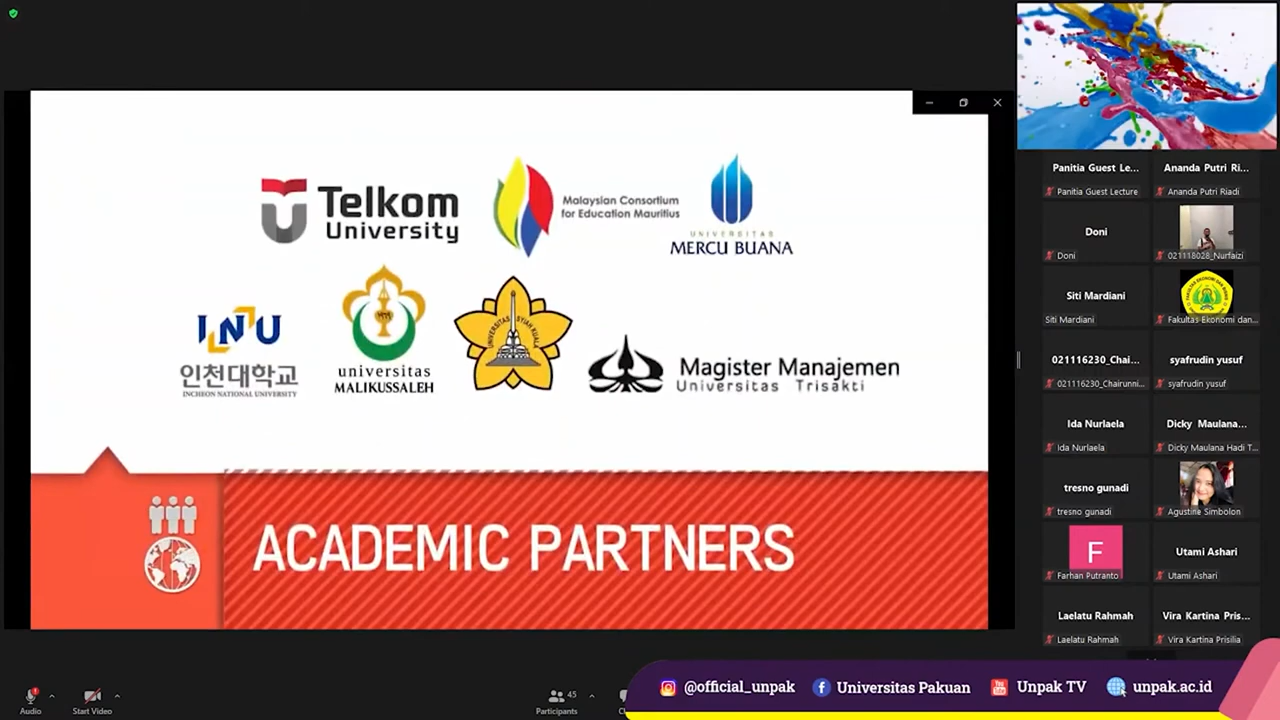 Telkom
University
Malaysian Consortium
for Education Mauritius
UNIVERSITAS
MERCU BUANA
INU
인천대학교
INCHEON NATIONAL UNIVERSITY
universitas
MALIKUSSALEH
UNIVERSITAS SYIAH KUALA
Magister Manajemen
Universitas Trisakti
ACADEMIC PARTNERS
Panitia Guest Le...
Panitia Guest Lecture
Ananda Putri Ri...
Ananda Putri Riadi
Doni
Doni
021118028_Nurfaizi
Siti Mardiani
Siti Mardiani
Fakultas Ekonomi dan...
021116230_Chai...
021116230_Chairunni...
syafrudin yusuf
syafrudin yusuf
Ida Nurlaela
Ida Nurlaela
Dicky Maulana...
Dicky Maulana Hadi T...
tresno gunadi
tresno gunadi
Agustine Simbolon
F
Farhan Putranto
Utami Ashari
Utami Ashari
Laelatu Rahmah
Laelatu Rahmah
Vira Kartina Pris...
Vira Kartina Prisilia
Audio
Start Video
45
Participants
@official_unpak
Universitas Pakuan
You Tube
Unpak TV
unpak.ac.id